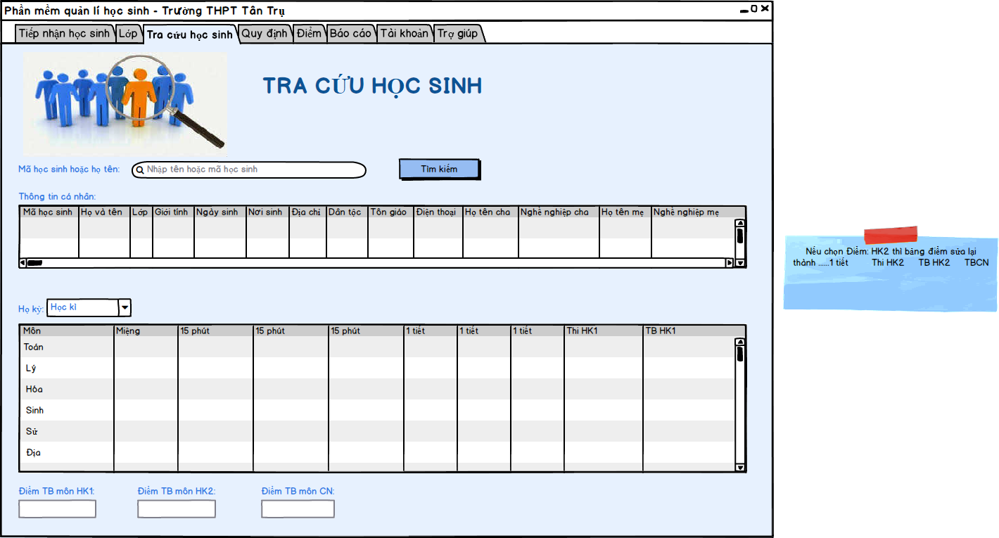 Phần mềm quản lí học sinh - Trường THPT Tân Trụ
Tiếp nhận học sinh Lớp Tra cứu học sinh Quy định Điểm Báo cáo Tài khoản Trợ giúp
TRA CỨU HỌC SINH
Mã học sinh hoặc họ tên: Nhập tên hoặc mã học sinh Tìm kiếm
Thông tin cá nhân:
Mã học sinh Họ và tên Lớp Giới tính Ngày sinh Nơi sinh Địa chỉ Dân tộc Tôn giáo Điện thoại Họ tên cha Nghề nghiệp cha Họ tên mẹ Nghề nghiệp mẹ
Nếu chọn Điểm: HK2 thì bảng điểm sửa lại
thành ......1 tiết Thi HK2 TB HK2 TBCN
Họ kỳ: Học kì
Môn Miệng 15 phút 15 phút 15 phút 1 tiết 1 tiết 1 tiết Thi HK1 TB HK1
Toán
Lý
Hóa
Sinh
Sử
Địa
Điểm TB môn HK1: Điểm TB môn HK2: Điểm TB môn CN: